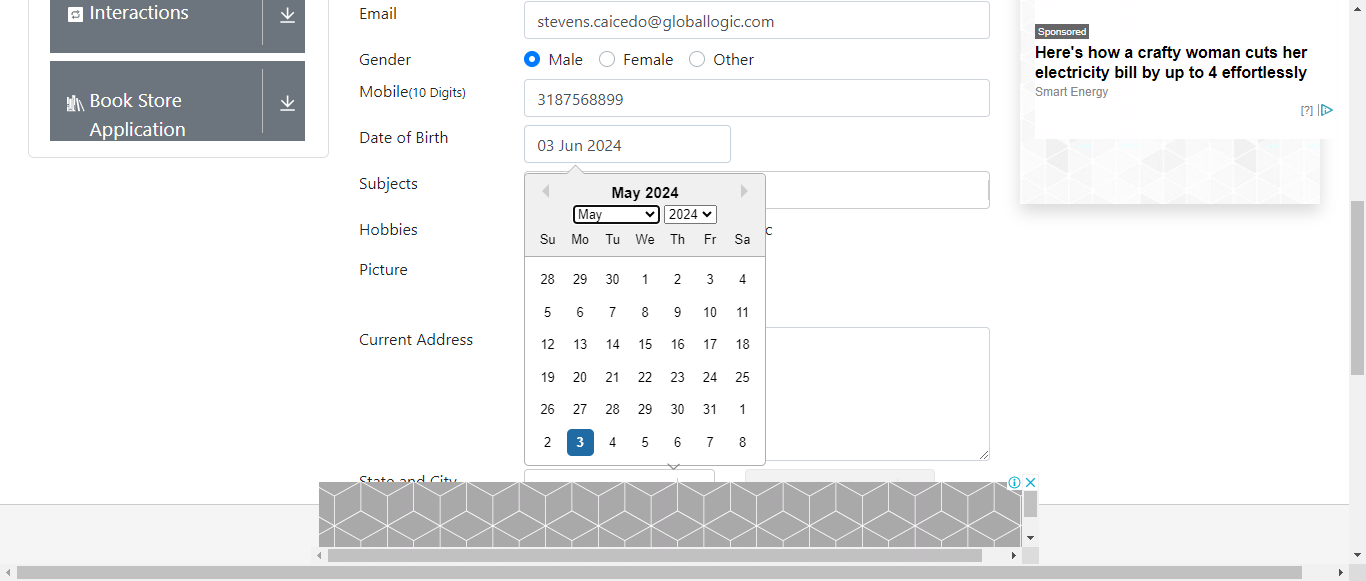 Interactions
Book Store
Application
Email
stevens.caicedo@globallogic.com
Gender
Male Female Other
Mobile(10 Digits)
3187568899
Date of Birth
03 Jun 2024
Subjects
Hobbies
c
Picture
Current Address
State and City
May 2024
May 2024
Su Mo Tu We Th Fr Sa
28 29 30 1 2 3 4
5 6 7 8 9 10 11
12 13 14 15 16 17 18
19 20 21 22 23 24 25
26 27 28 29 30 31 1
2 3 4 5 6 7 8
Sponsored
Here's how a crafty woman cuts her
electricity bill by up to 4 effortlessly
Smart Energy
[?]